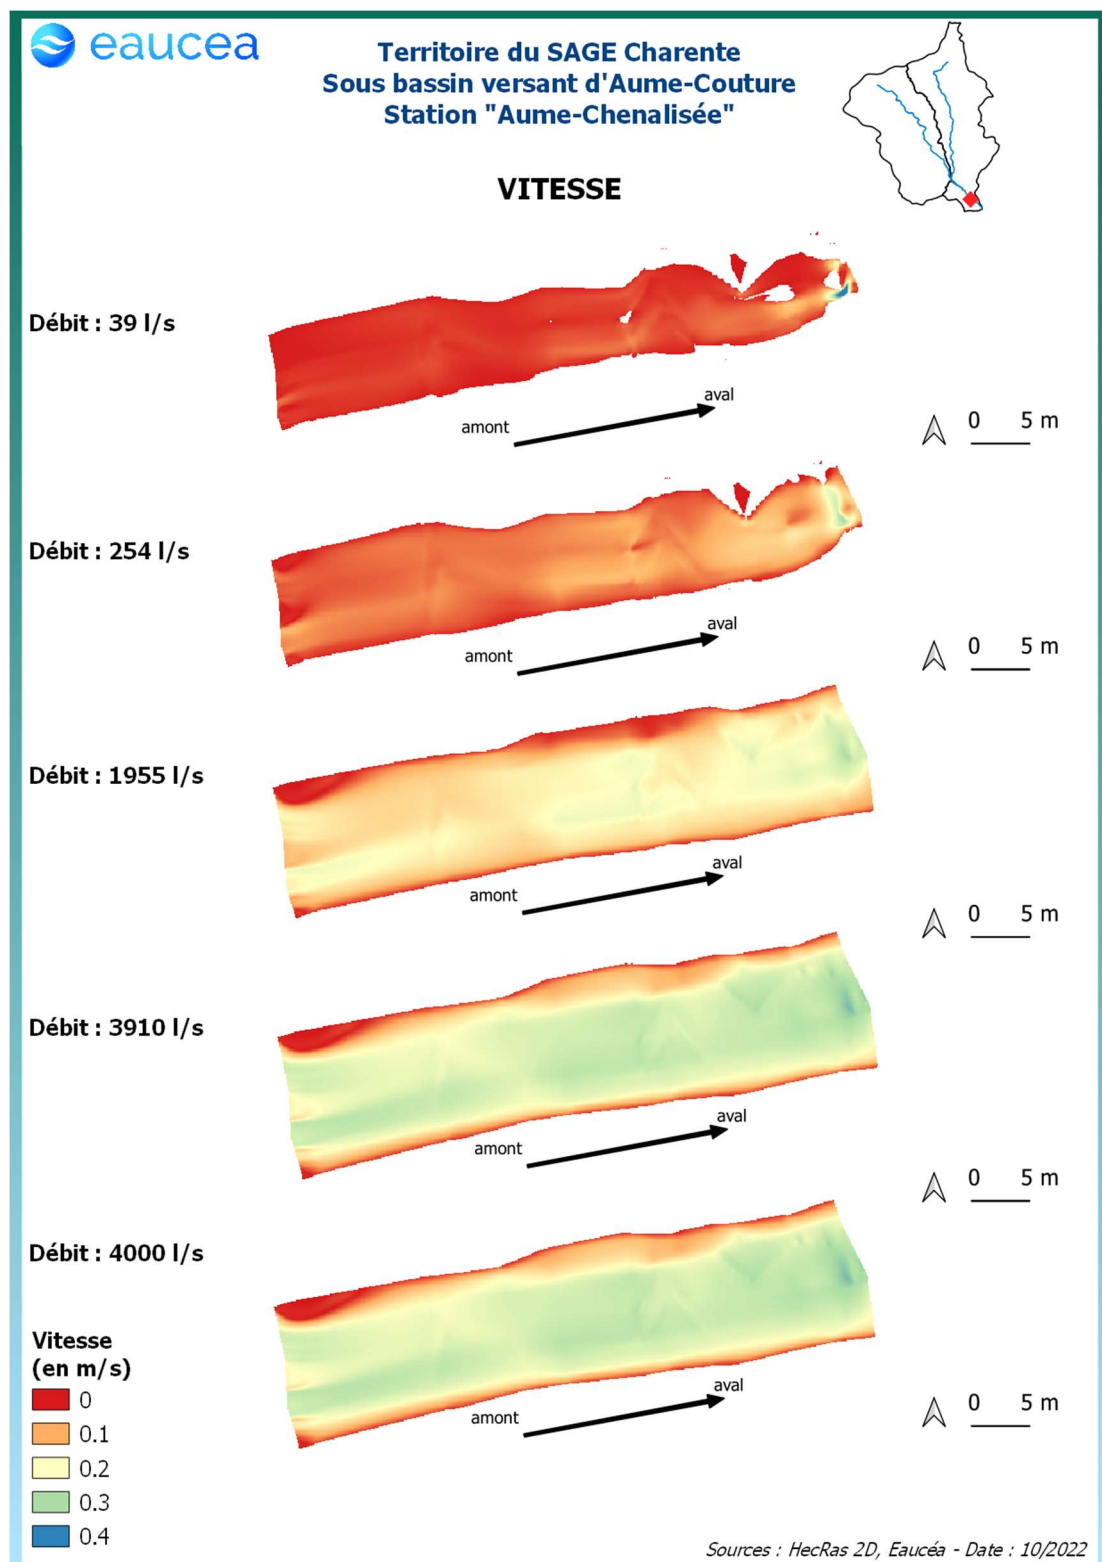 eaucea
Territoire du SAGE Charente
Sous bassin versant d'Aume-Couture
Station "Aume-Chenalisée"
VITESSE
Débit : 39 l/s
amont
aval
0 5 m
Débit : 254 l/s
amont
aval
0 5 m
Débit : 1955 l/s
amont
aval
0 5 m
Débit : 3910 l/s
amont
aval
0 5 m
Débit : 4000 l/s
amont
aval
0 5 m
Vitesse
(en m/s)
0
0.1
0.2
0.3
0.4
Sources : HecRas 2D, Eaucéa - Date : 10/2022